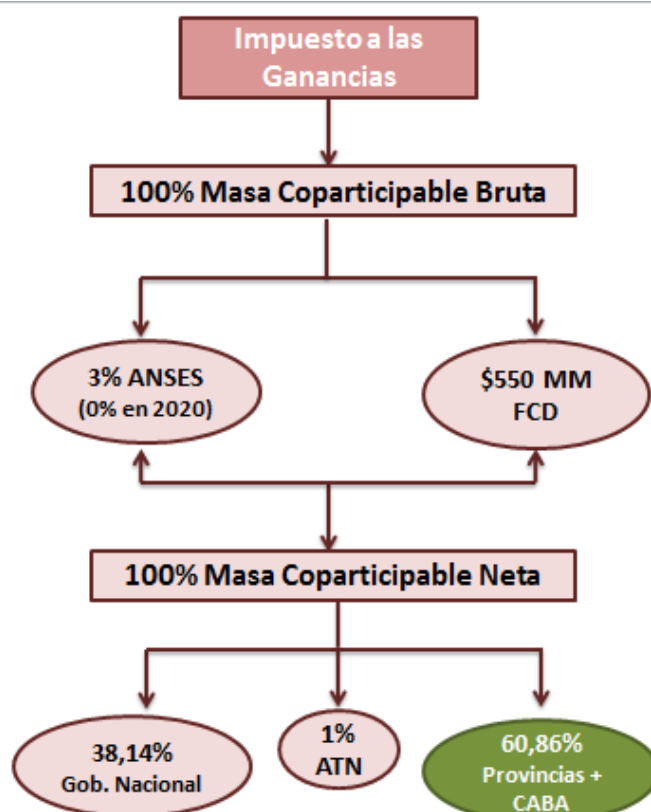 Impuesto a las
Ganancias
100% Masa Coparticipable Bruta
3% ANSES
(0% en 2020)
$550 MM
FCD
100% Masa Coparticipable Neta
38,14%
Gob. Nacional
1%
ATN
60,86%
Provincias +
CABA